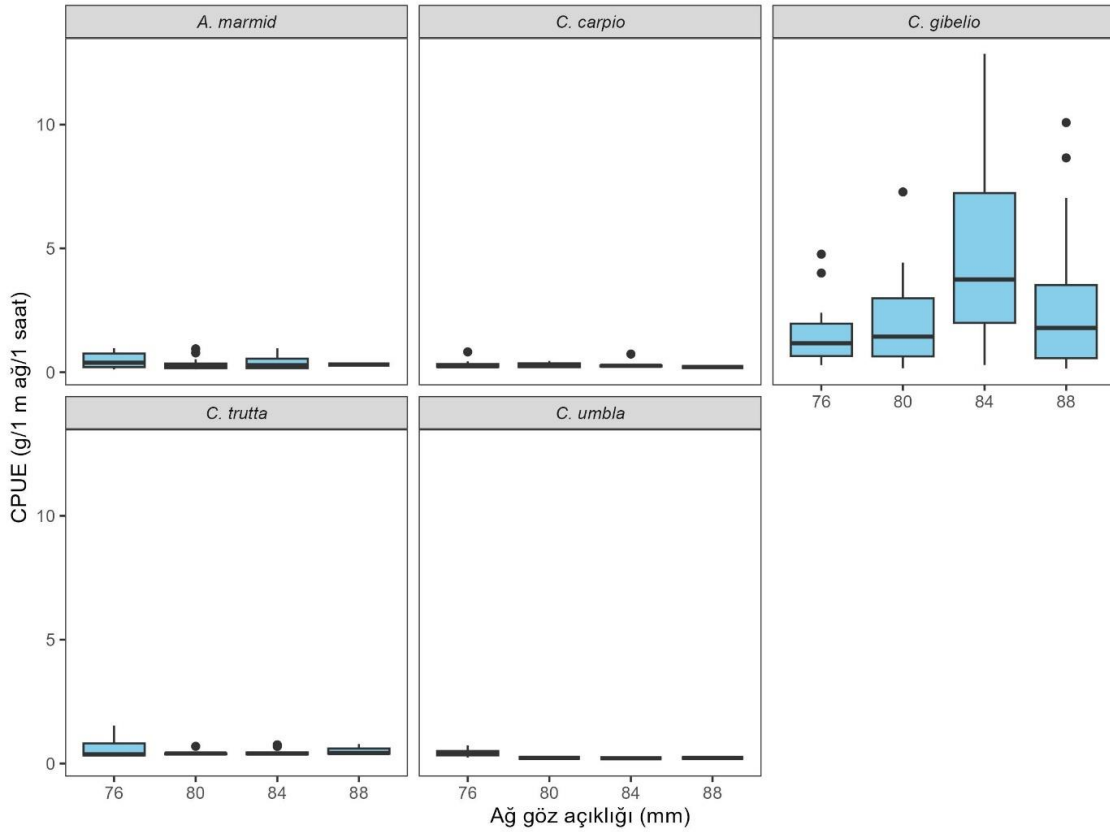 A. marmid
C. carpio
C. gibelio
CPUE (g/1 m ağ/1 saat)
10
5
0
76 80 84 88
C. trutta
C. umbla
10
5
0
76 80 84 88
76 80 84 88
Ağ göz açıklığı (mm)